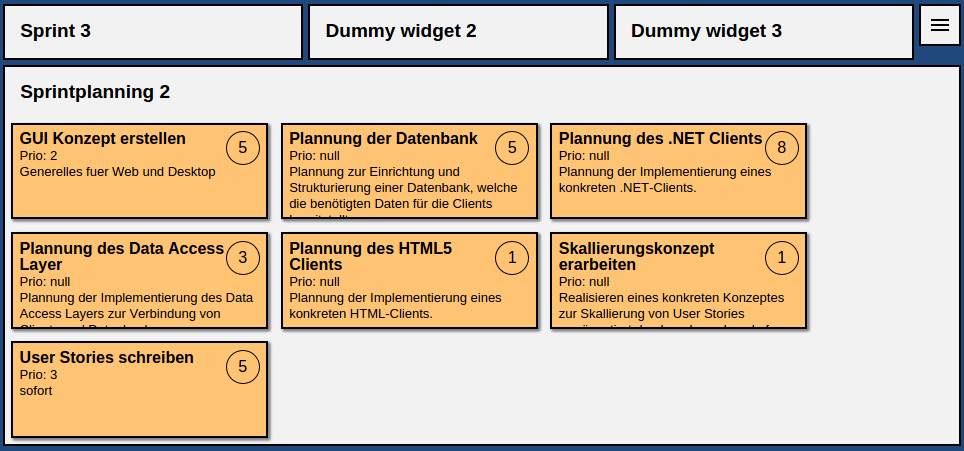 Sprint 3
Dummy widget 2
Dummy widget 3
Sprintplanning 2
GUI Konzept erstellen
5
Prio: 2
Generelles fuer Web und Desktop
Plannung der Datenbank
5
Prio: null
Plannung zur Einrichtung und
Strukturierung einer Datenbank, welche
die benötigten Daten für die Clients
Plannung des .NET Clients
8
Prio: null
Plannung der Implementierung eines
konkreten .NET-Clients.
Plannung des Data Access
Layer
3
Prio: null
Plannung der Implementierung des Data
Access Layers zur Verbindung von
Plannung des HTML5
Clients
1
Prio: null
Plannung der Implementierung eines
konkreten HTML-Clients.
Skallierungskonzept
erarbeiten
1
Prio: null
Realisieren eines konkreten Konzeptes
zur Skallierung von User Stories
User Stories schreiben
5
Prio: 3
sofort